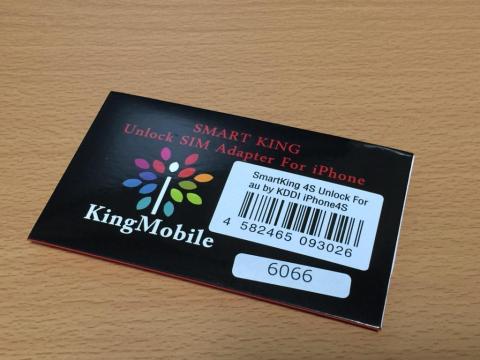 SMART KING
Unlock SIM Adapter For iPhone
SmartKing 4S Unlock For
au by KDDI iPhone4S
4 582465 093026
KingMobile
6066